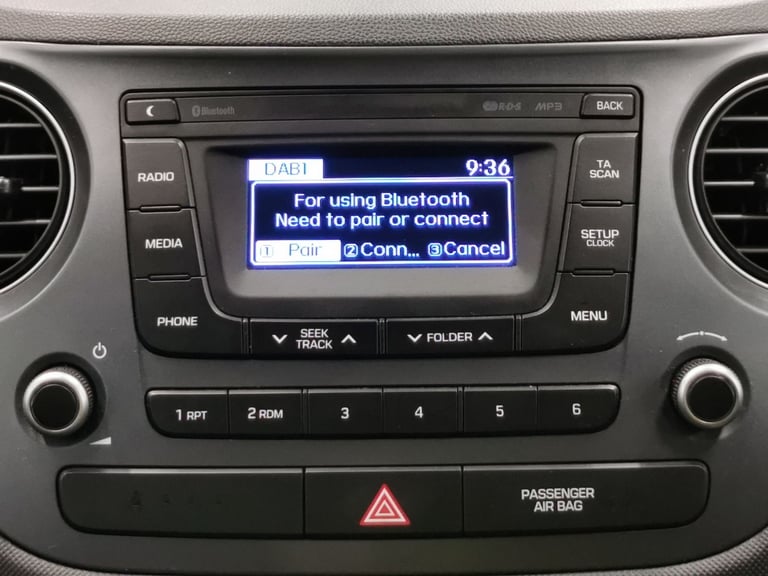 Bluetooth
R·D·S
MP3
BACK
RADIO
MEDIA
PHONE
DAB1
9:36
For using Bluetooth
Need to pair or connect
1 Pair 2 Conn... 3 Cancel
TA
SCAN
SETUP
CLOCK
MENU
SEEK
TRACK
FOLDER
1 RPT
2 RDM
3
4
5
6
PASSENGER
AIR BAG